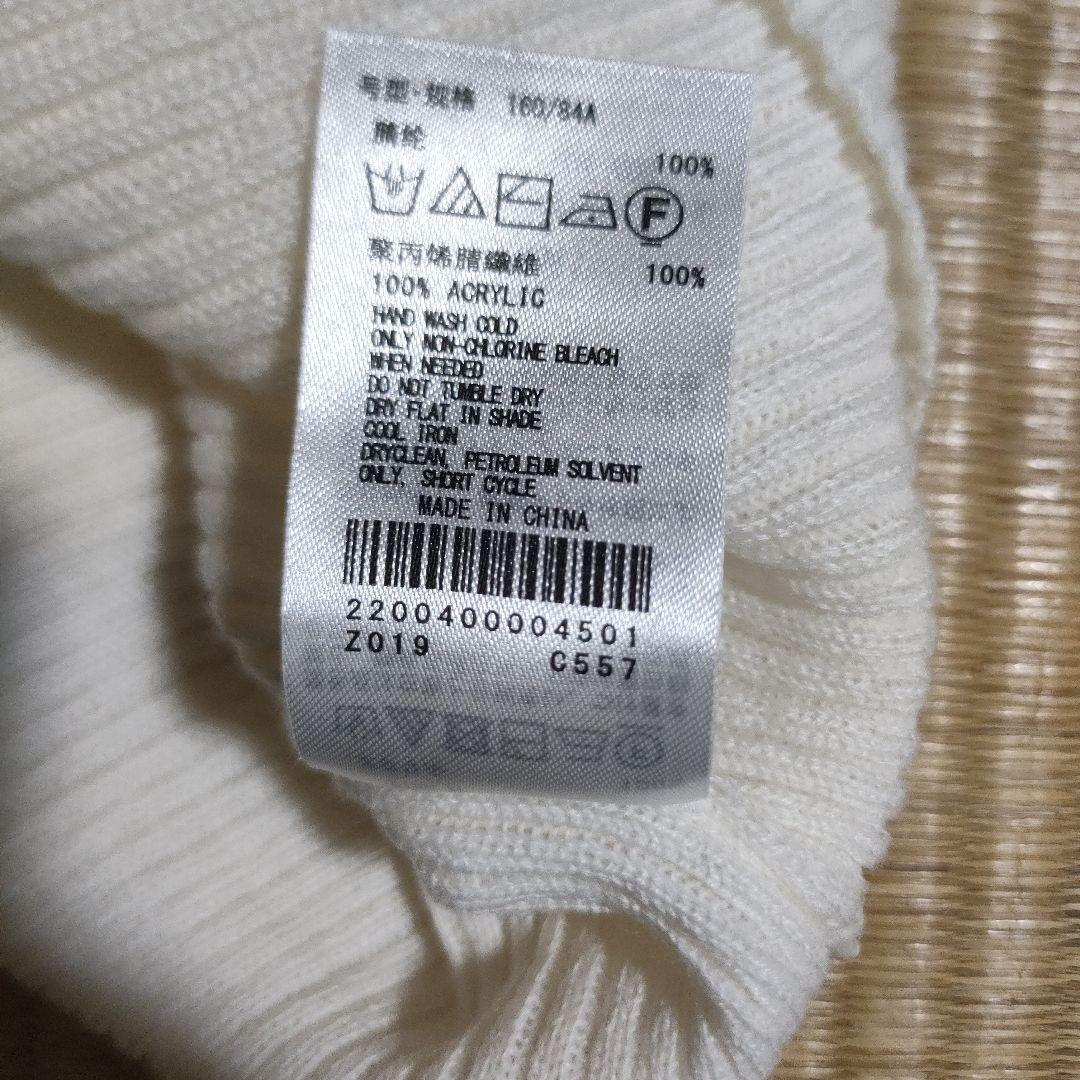 号型·规格 160/84A
腈纶 100%
F
聚丙烯腈纖維 100%
100% ACRYLIC
HAND WASH COLD
ONLY NON-CHLORINE BLEACH
WHEN NEEDED
DO NOT TUMBLE DRY
DRY FLAT IN SHADE
COOL IRON
DRYCLEAN, PETROLEUM SOLVENT
ONLY, SHORT CYCLE
MADE IN CHINA
2200400004501
Z019 C557